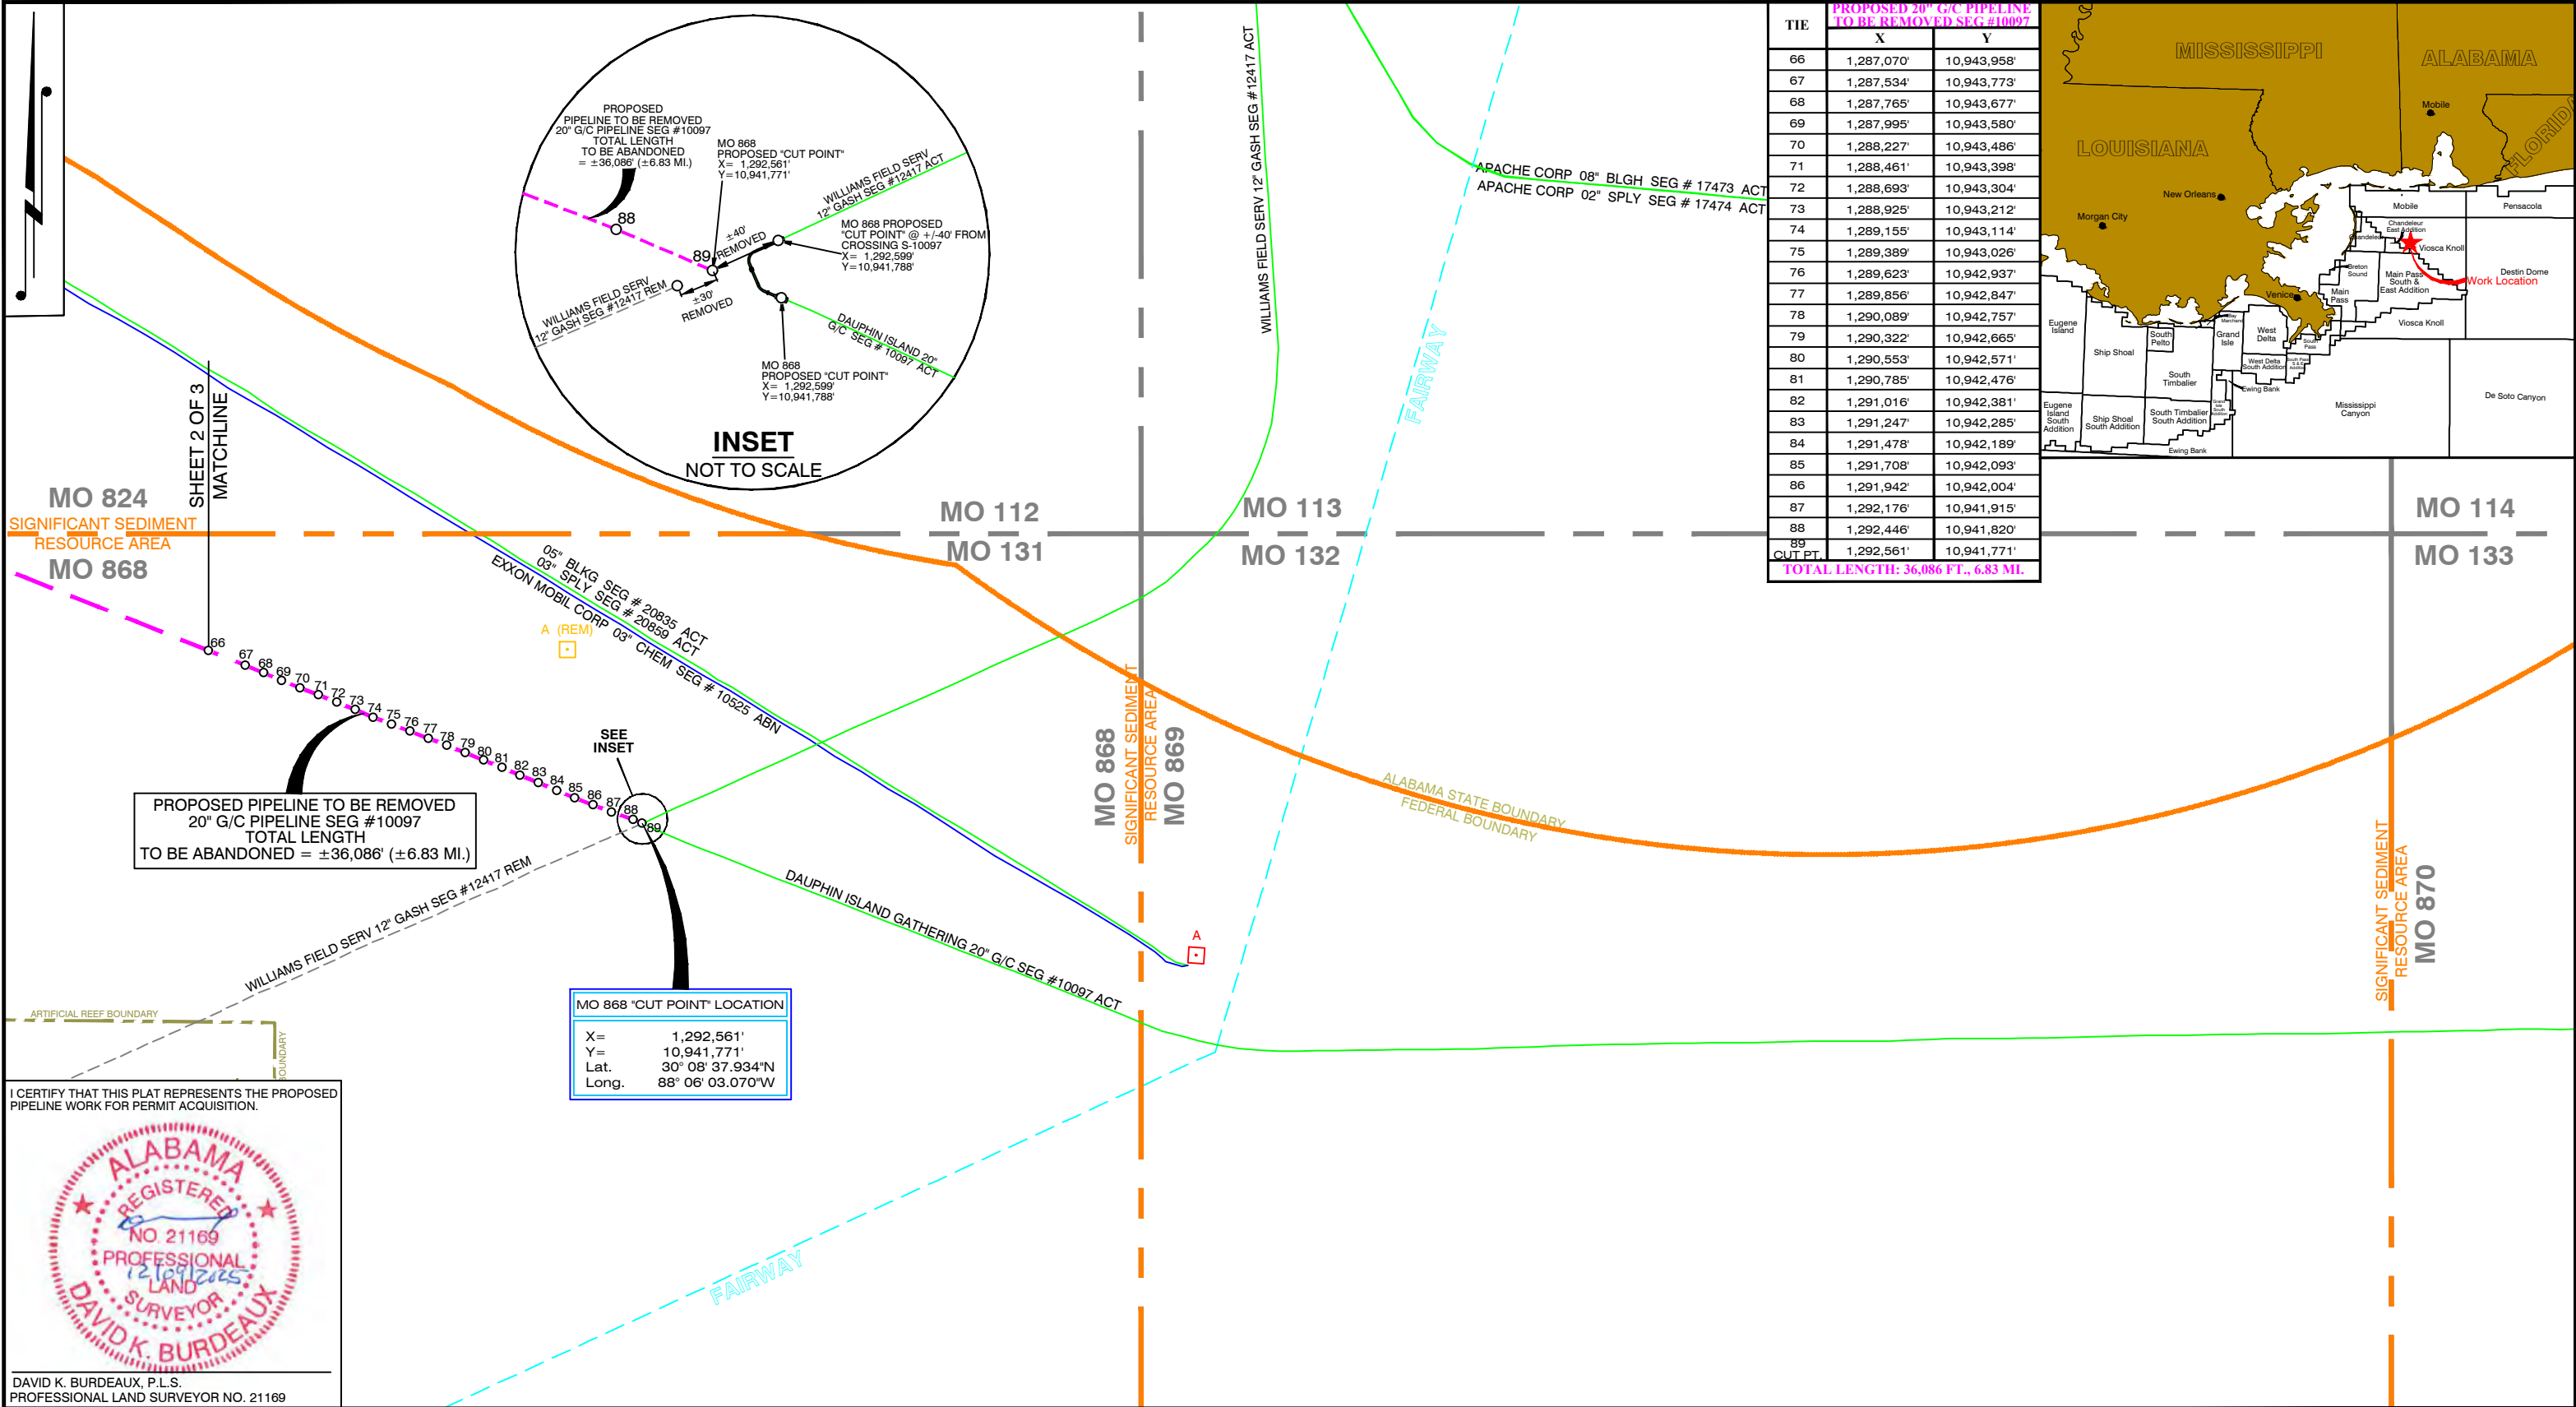 PROPOSED
PIPELINE TO BE REMOVED
20" G/C PIPELINE SEG #10097
TOTAL LENGTH
TO BE ABANDONED
= ±36,086' (±6.83 MI.)
MO 868
PROPOSED "CUT POINT"
X= 1,292,561'
Y=10,941,771'
WILLIAMS FIELD SERV
12" GASH SEG #12417 ACT
MO 868 PROPOSED
"CUT POINT" @ +/-40' FROM
CROSSING S-10097
X= 1,292,599'
Y=10,941,788'
88
89
±40'
REMOVED
±30'
REMOVED
WILLIAMS FIELD SERV
12" GASH SEG #12417 REM
DAUPHIN ISLAND 20"
G/C SEG # 10097 ACT
MO 868
PROPOSED "CUT POINT"
X= 1,292,599'
Y=10,941,788'
INSET
NOT TO SCALE
WILLIAMS FIELD SERV 12" GASH SEG #12417 ACT
FAIRWAY
APACHE CORP 08" BLGH SEG # 17473 ACT
APACHE CORP 02" SPLY SEG # 17474 ACT
TIE
PROPOSED 20" G/C PIPELINE
TO BE REMOVED SEG #10097
X Y
66 1,287,070' 10,943,958'
67 1,287,534' 10,943,773'
68 1,287,765' 10,943,677'
69 1,287,995' 10,943,580'
70 1,288,227' 10,943,486'
71 1,288,461' 10,943,398'
72 1,288,693' 10,943,304'
73 1,288,925' 10,943,212'
74 1,289,155' 10,943,114'
75 1,289,389' 10,943,026'
76 1,289,623' 10,942,937'
77 1,289,856' 10,942,847'
78 1,290,089' 10,942,757'
79 1,290,322' 10,942,665'
80 1,290,553' 10,942,571'
81 1,290,785' 10,942,476'
82 1,291,016' 10,942,381'
83 1,291,247' 10,942,285'
84 1,291,478' 10,942,189'
85 1,291,708' 10,942,093'
86 1,291,942' 10,942,004'
87 1,292,176' 10,941,915'
88 1,292,446' 10,941,820'
89
CUT PT. 1,292,561' 10,941,771'
TOTAL LENGTH: 36,086 FT., 6.83 MI.
MISSISSIPPI
ALABAMA
LOUISIANA
FLORIDA
Mobile
New Orleans
Morgan City
Venice
Mobile
Pensacola
Chandeleur
East Addition
Chandeleur
Viosca Knoll
Breton
Sound
Main Pass
South &
East Addition
Destin Dome
Work Location
Main
Pass
Viosca Knoll
Eugene
Island
Ship Shoal
South
Pelto
Grand
Isle
West
Delta
South
Pass
West Delta
South Addition
South
Timbalier
Ewing Bank
Mississippi
Canyon
De Soto Canyon
Eugene
Island
South
Addition
Ship Shoal
South Addition
South Timbalier
South Addition
Grand
Isle
South
Addition
Ewing Bank
SHEET 2 OF 3
MATCHLINE
MO 824
SIGNIFICANT SEDIMENT
RESOURCE AREA
MO 868
MO 112
MO 131
MO 113
MO 132
MO 114
MO 133
05" BLKG SEG # 20835 ACT
03" SPLY SEG # 20859 ACT
EXXON MOBIL CORP 03" CHEM SEG # 10525 ABN
A (REM)
66
67
68
69
70
71
72
73
74
75
76
77
78
79
80
81
82
83
84
85
86
87
88
89
SEE
INSET
PROPOSED PIPELINE TO BE REMOVED
20" G/C PIPELINE SEG #10097
TOTAL LENGTH
TO BE ABANDONED = ±36,086' (±6.83 MI.)
WILLIAMS FIELD SERV 12" GASH SEG #12417 REM
DAUPHIN ISLAND GATHERING 20" G/C SEG #10097 ACT
MO 868
SIGNIFICANT SEDIMENT
RESOURCE AREA
MO 869
A
ALABAMA STATE BOUNDARY
FEDERAL BOUNDARY
SIGNIFICANT SEDIMENT
RESOURCE AREA
MO 870
MO 868 "CUT POINT" LOCATION
X= 1,292,561'
Y= 10,941,771'
Lat. 30° 08' 37.934"N
Long. 88° 06' 03.070"W
ARTIFICIAL REEF BOUNDARY
BOUNDARY
FAIRWAY
I CERTIFY THAT THIS PLAT REPRESENTS THE PROPOSED
PIPELINE WORK FOR PERMIT ACQUISITION.
ALABAMA
REGISTERED
NO. 21169
PROFESSIONAL
12/09/2025
LAND
SURVEYOR
DAVID K. BURDEAUX
DAVID K. BURDEAUX, P.L.S.
PROFESSIONAL LAND SURVEYOR NO. 21169